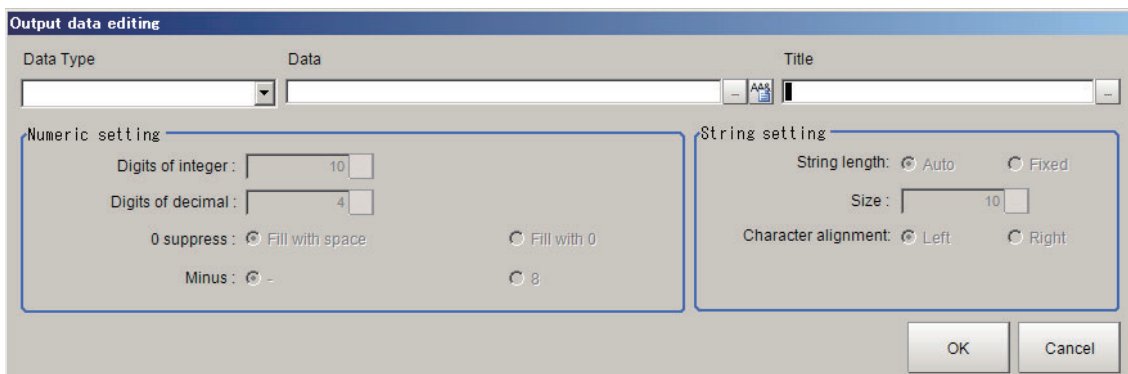 Output data editing
Data Type Data Title
Numeric setting
Digits of integer : 10
Digits of decimal : 4
0 suppress : Fill with space Fill with 0
Minus : - 8
String setting
String length: Auto Fixed
Size : 10
Character alignment: Left Right
OK Cancel